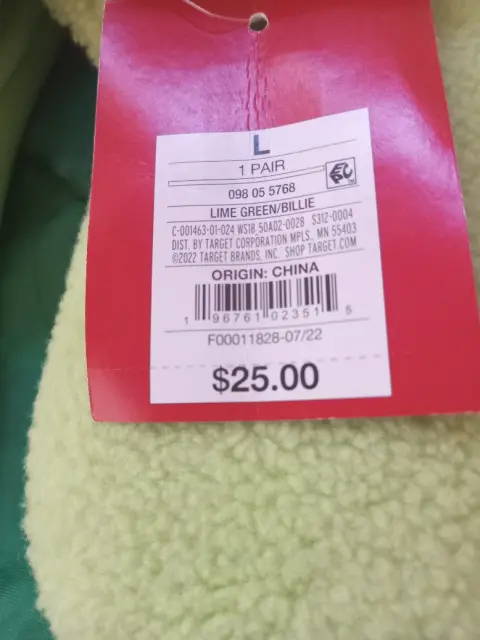 L
1 PAIR
098 05 5768
LIME GREEN/BILLIE
C-001463-01-024 WS18_50A02-0028 S312-0004
DIST. BY TARGET CORPORATION MPLS., MN 55403
©2022 TARGET BRANDS, INC. SHOP TARGET.COM
ORIGIN: CHINA
1 96761 02351 5
F00011828-07/22
$25.00